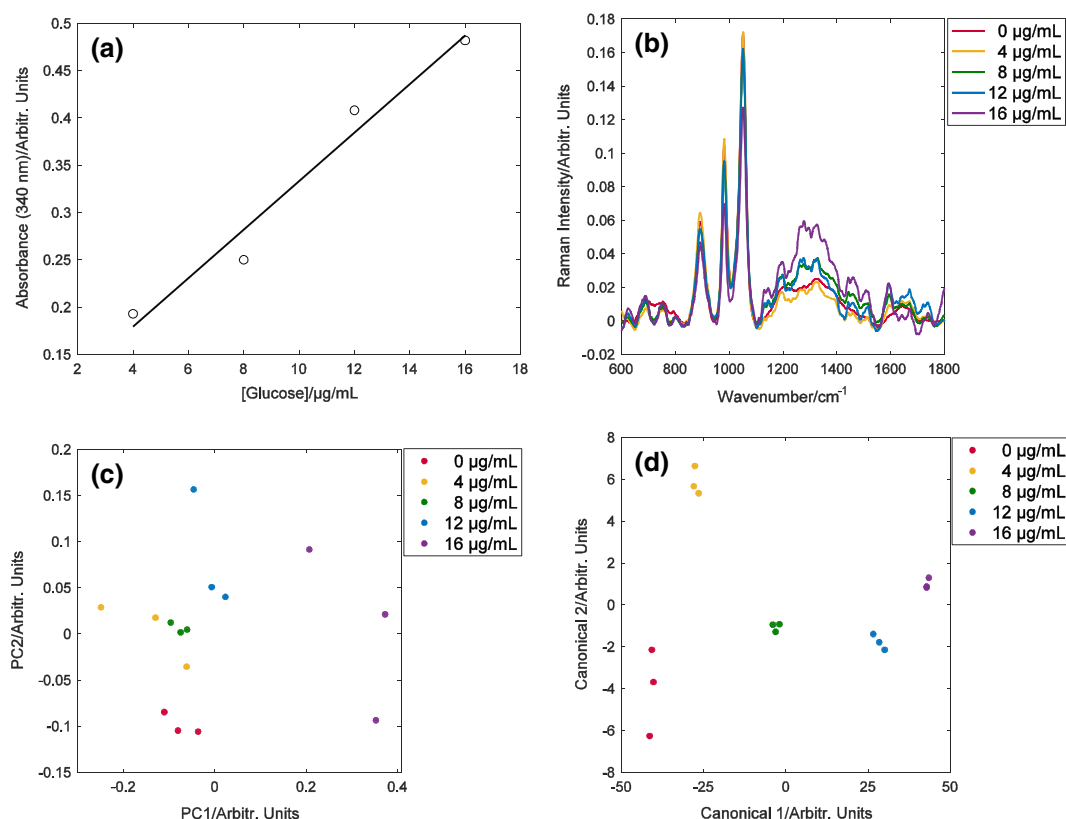 (a)
0.5
0.45
0.4
0.35
0.3
0.25
0.2
0.15
2 4 6 8 10 12 14 16 18
Absorbance (340 nm)/Arbitr. Units
[Glucose]/µg/mL
(b)
0.18
0.16
0.14
0.12
0.1
0.08
0.06
0.04
0.02
0
-0.02
600 800 1000 1200 1400 1600 1800
Raman Intensity/Arbitr. Units
Wavenumber/cm⁻¹
0 µg/mL
4 µg/mL
8 µg/mL
12 µg/mL
16 µg/mL
(c)
0.2
0.15
0.1
0.05
0
-0.05
-0.1
-0.15
-0.2 0 0.2 0.4
PC2/Arbitr. Units
PC1/Arbitr. Units
0 µg/mL
4 µg/mL
8 µg/mL
12 µg/mL
16 µg/mL
(d)
8
6
4
2
0
-2
-4
-6
-8
-50 -25 0 25 50
Canonical 2/Arbitr. Units
Canonical 1/Arbitr. Units
0 µg/mL
4 µg/mL
8 µg/mL
12 µg/mL
16 µg/mL